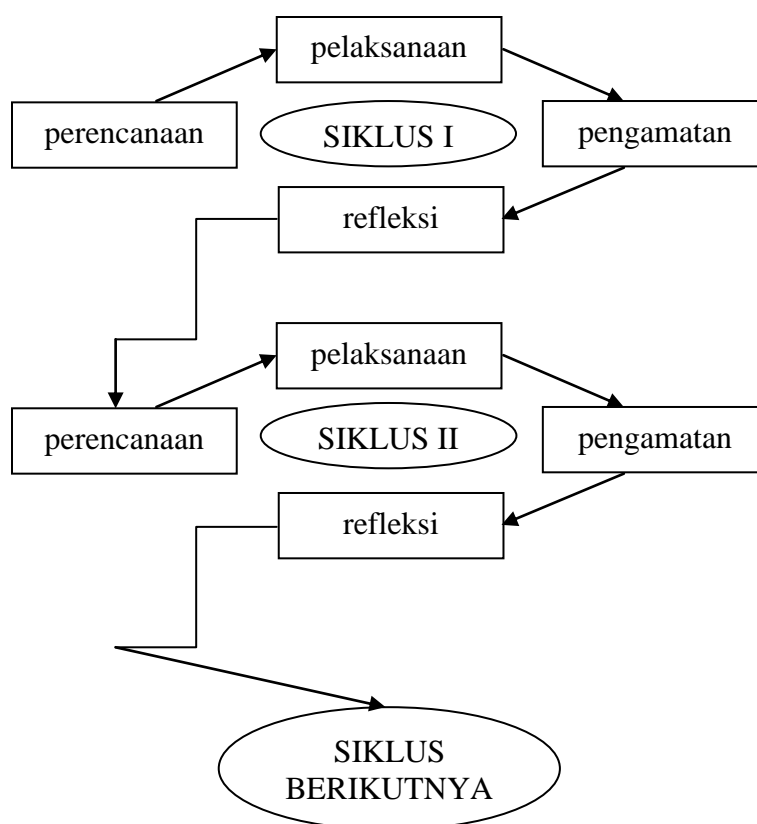 pelaksanaan
perencanaan
SIKLUS I
pengamatan
refleksi
pelaksanaan
perencanaan
SIKLUS II
pengamatan
refleksi
SIKLUS
BERIKUTNYA